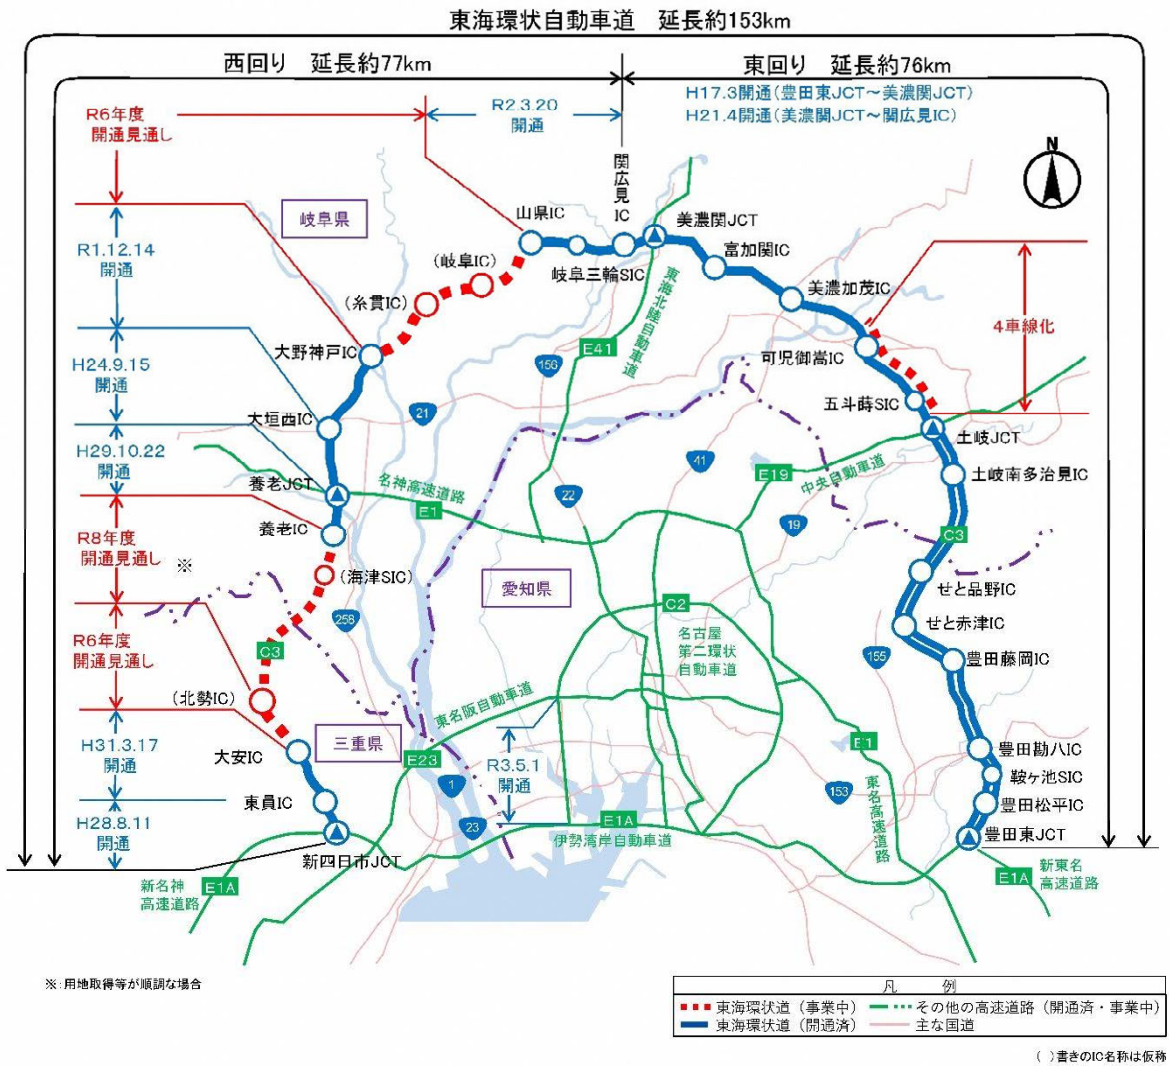 東海環状自動車道　延長約153km
西回り　延長約77km
東回り　延長約76km
H17.3開通(豊田東JCT～美濃関JCT)
H21.4開通(美濃関JCT～関広見IC)
R6年度
開通見通し
R2.3.20
開通
N
関広見IC
岐阜県
山県IC
美濃関JCT
富加関IC
岐阜三輪SIC
(岐阜IC)
(糸貫IC)
美濃加茂IC
R1.12.14
開通
東海北陸自動車道
4車線化
大野神戸IC
E41
156
可児御嵩IC
H24.9.15
開通
21
五斗蒔SIC
大垣西IC
土岐JCT
H29.10.22
開通
41
養老JCT
名神高速道路
E19
中央自動車道
土岐南多治見IC
E1
22
19
養老IC
C3
R8年度
開通見通し
※
(海津SIC)
愛知県
せと品野IC
C2
258
せと赤津IC
R6年度
開通見通し
C3
名古屋
第二環状
自動車道
155
豊田藤岡IC
(北勢IC)
東名阪自動車道
H31.3.17
開通
三重県
E1
豊田勘八IC
大安IC
E23
R3.5.1
開通
鞍ヶ池SIC
1
153
東名高速道路
東員IC
豊田松平IC
H28.8.11
開通
23
E1A
伊勢湾岸自動車道
豊田東JCT
新四日市JCT
新名神
高速道路
E1A
E1A
新東名
高速道路
※:用地取得等が順調な場合
凡　例
東海環状道（事業中）
その他の高速道路（開通済・事業中）
東海環状道（開通済）
主な国道
（ ）書きのIC名称は仮称